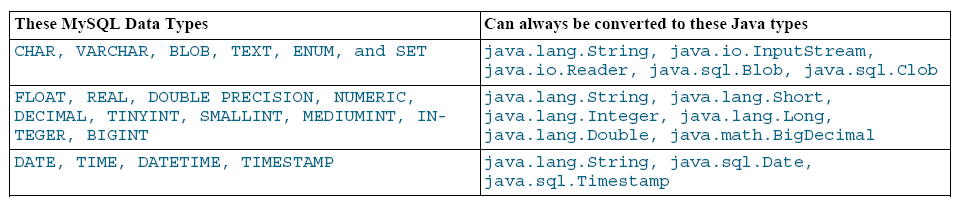 These MySQL Data Types
Can always be converted to these Java types
CHAR, VARCHAR, BLOB, TEXT, ENUM, and SET
java.lang.String, java.io.InputStream,
java.io.Reader, java.sql.Blob, java.sql.Clob
FLOAT, REAL, DOUBLE PRECISION, NUMERIC,
DECIMAL, TINYINT, SMALLINT, MEDIUMINT, IN-
TEGER, BIGINT
java.lang.String, java.lang.Short,
java.lang.Integer, java.lang.Long,
java.lang.Double, java.math.BigDecimal
DATE, TIME, DATETIME, TIMESTAMP
java.lang.String, java.sql.Date,
java.sql.Timestamp